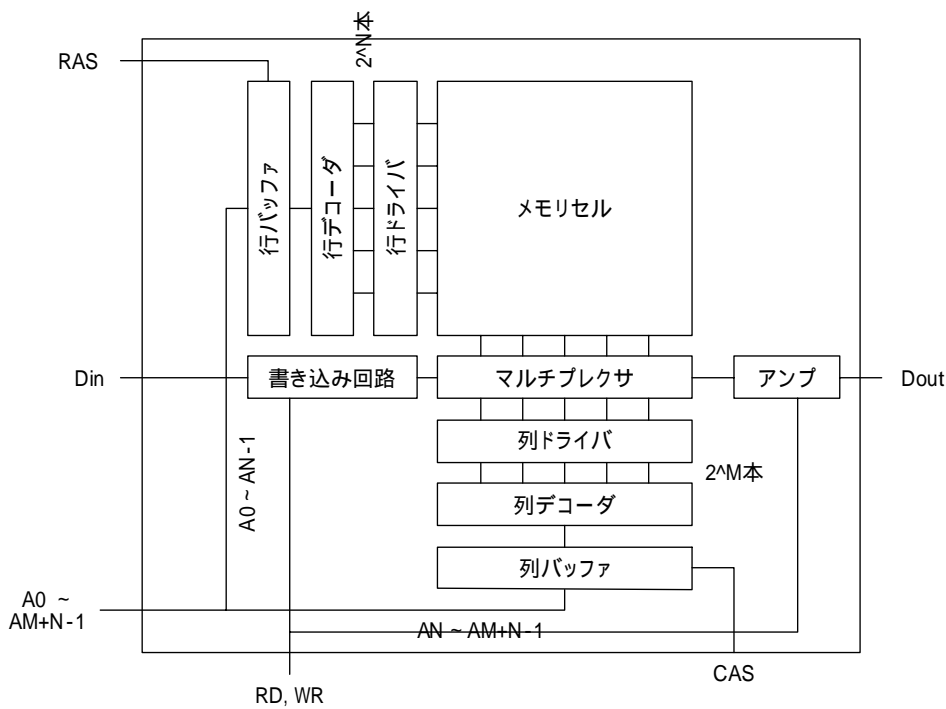 2^N本
RAS
行バッファ
行デコーダ
行ドライバ
メモリセル
Din
書き込み回路
マルチプレクサ
アンプ
Dout
列ドライバ
A0 ~ AN-1
2^M本
列デコーダ
列バッファ
A0 ~
AM+N-1
AN ~ AM+N-1
CAS
RD, WR